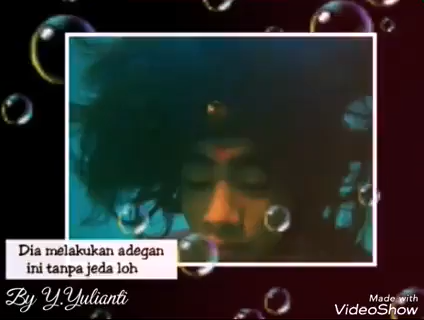 Dia melakukan adegan
ini tanpa jeda loh
By Y.Yulianti
Made with
VideoShow